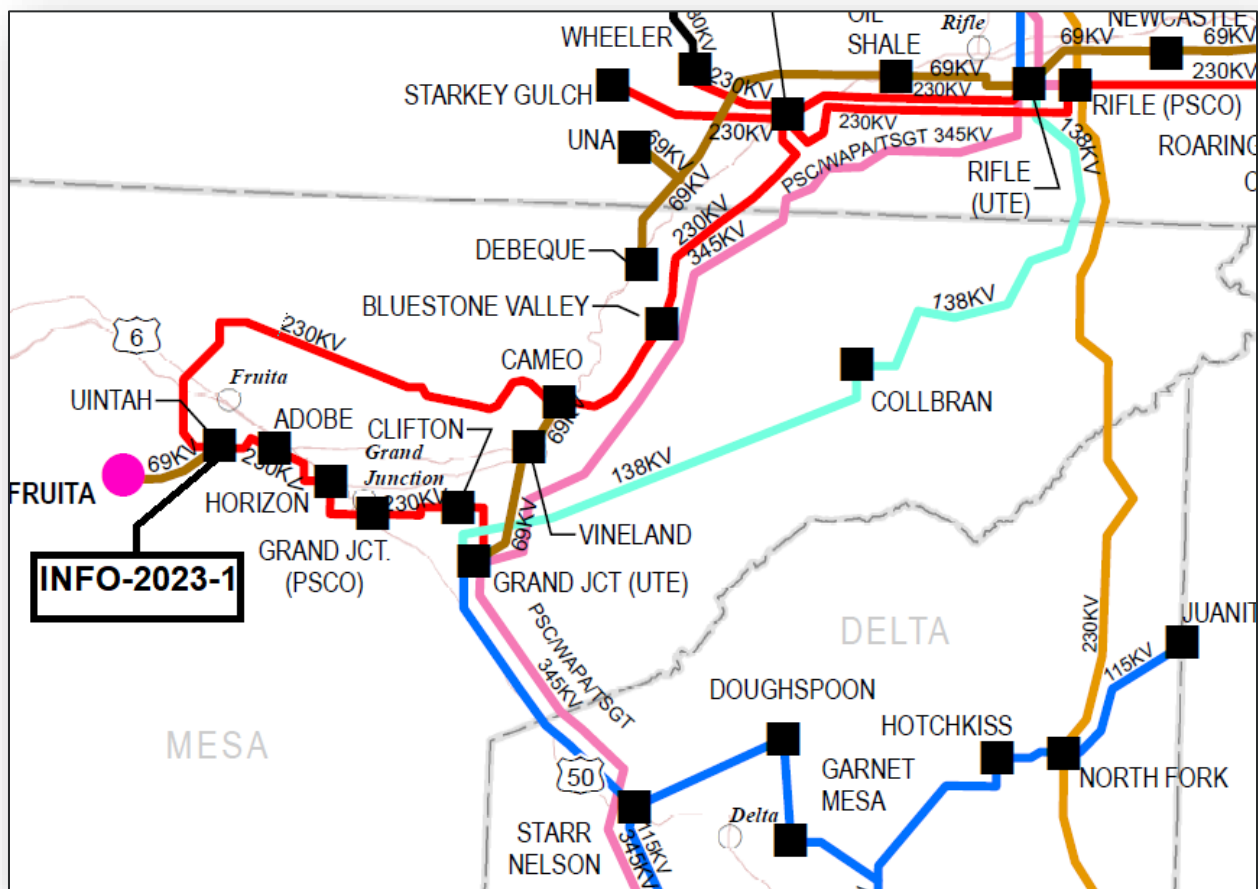 80KV
OIL
SHALE
Rifle
NEWCASTLE
69KV
69KV
WHEELER
230KV
69KV
230KV
230KV
STARKEY GULCH
230KV
230KV
RIFLE (PSCO)
138KV
UNA
69KV
PSC/WAPA/TSGT 345KV
ROARING
C
RIFLE
(UTE)
69KV
230KV
345KV
DEBEQUE
BLUESTONE VALLEY
138KV
6
230KV
CAMEO
Fruita
UINTAH
ADOBE
CLIFTON
69KV
COLLBRAN
Grand
Junction
69KV
230KV
138KV
FRUITA
HORIZON
230KV
69KV
VINELAND
GRAND JCT.
(PSCO)
GRAND JCT (UTE)
INFO-2023-1
PSC/WAPA/TSGT
345KV
DELTA
230KV
JUANIT
115KV
DOUGHSPOON
HOTCHKISS
MESA
50
GARNET
MESA
NORTH FORK
Delta
STARR
NELSON
115KV
345KV